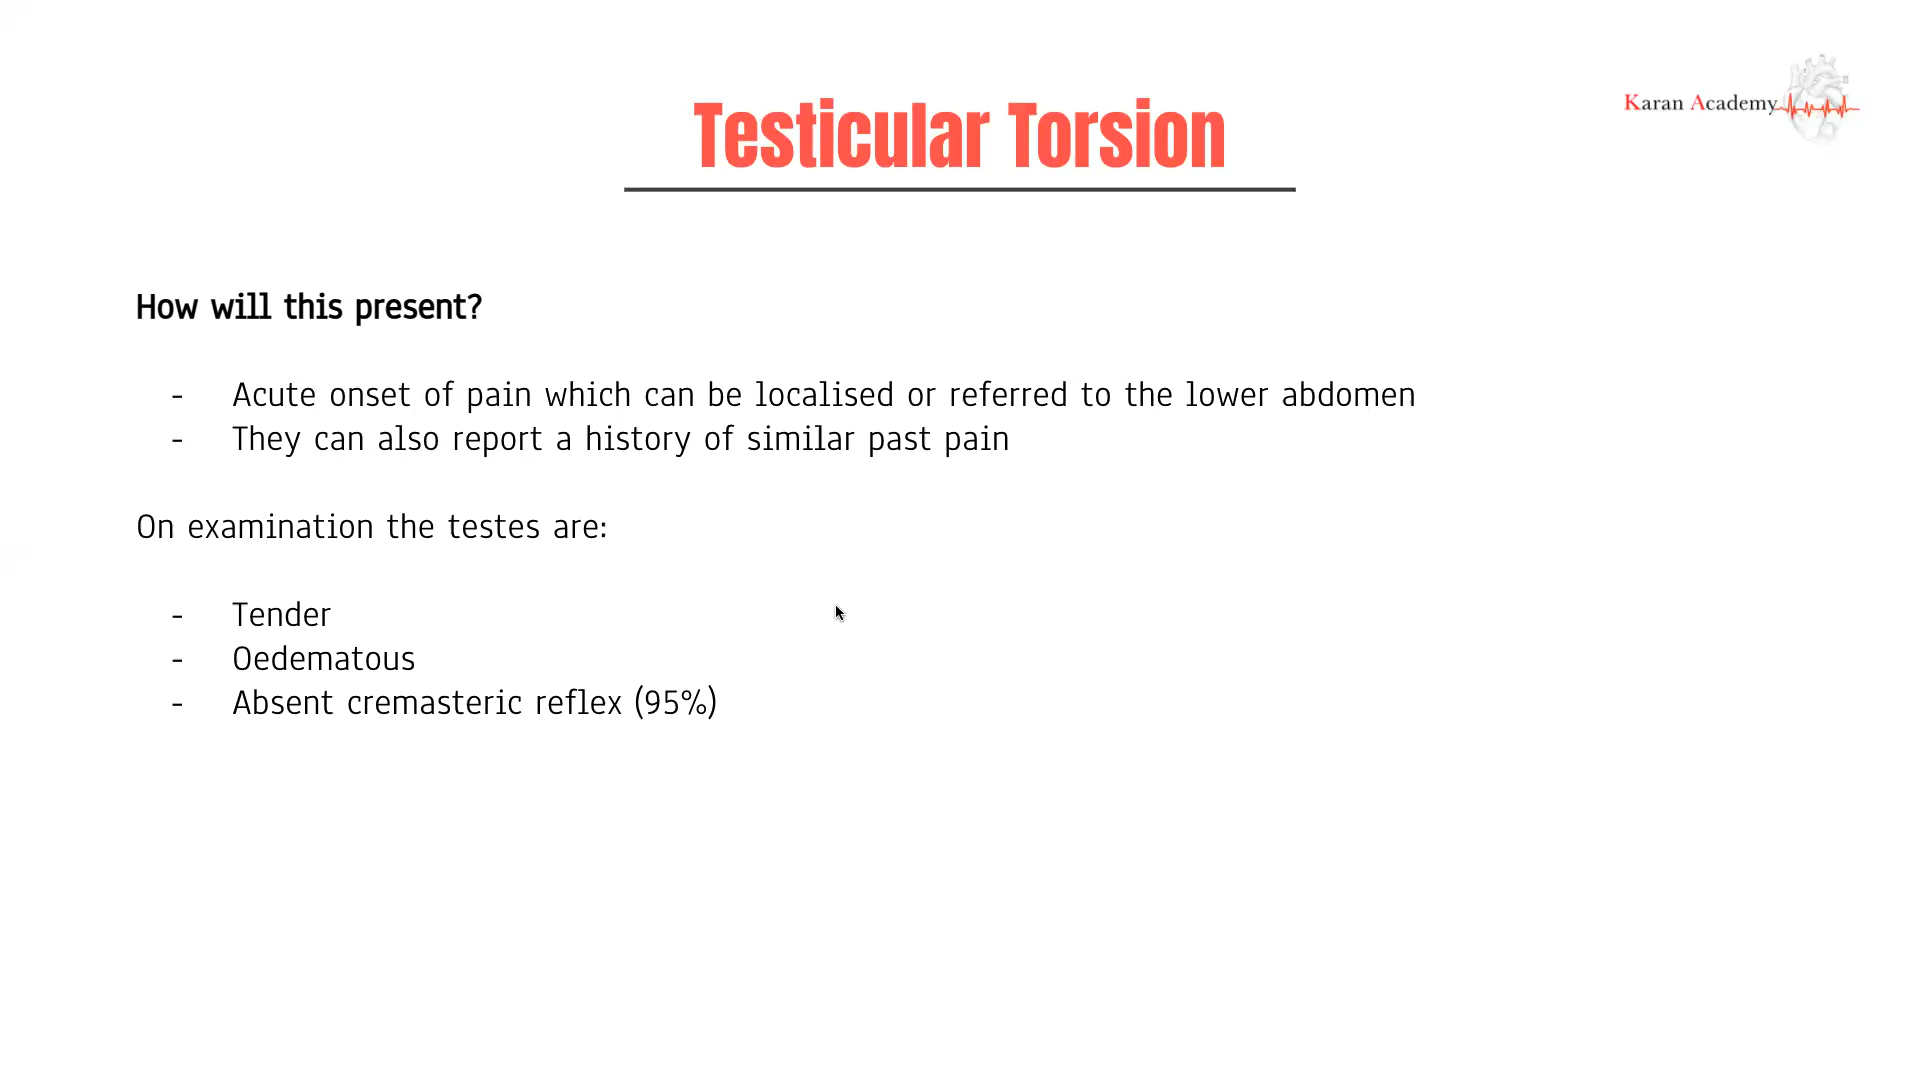 Karan Academy
Testicular Torsion
How will this present?
- Acute onset of pain which can be localised or referred to the lower abdomen
- They can also report a history of similar past pain
On examination the testes are:
- Tender
- Oedematous
- Absent cremasteric reflex (95%)